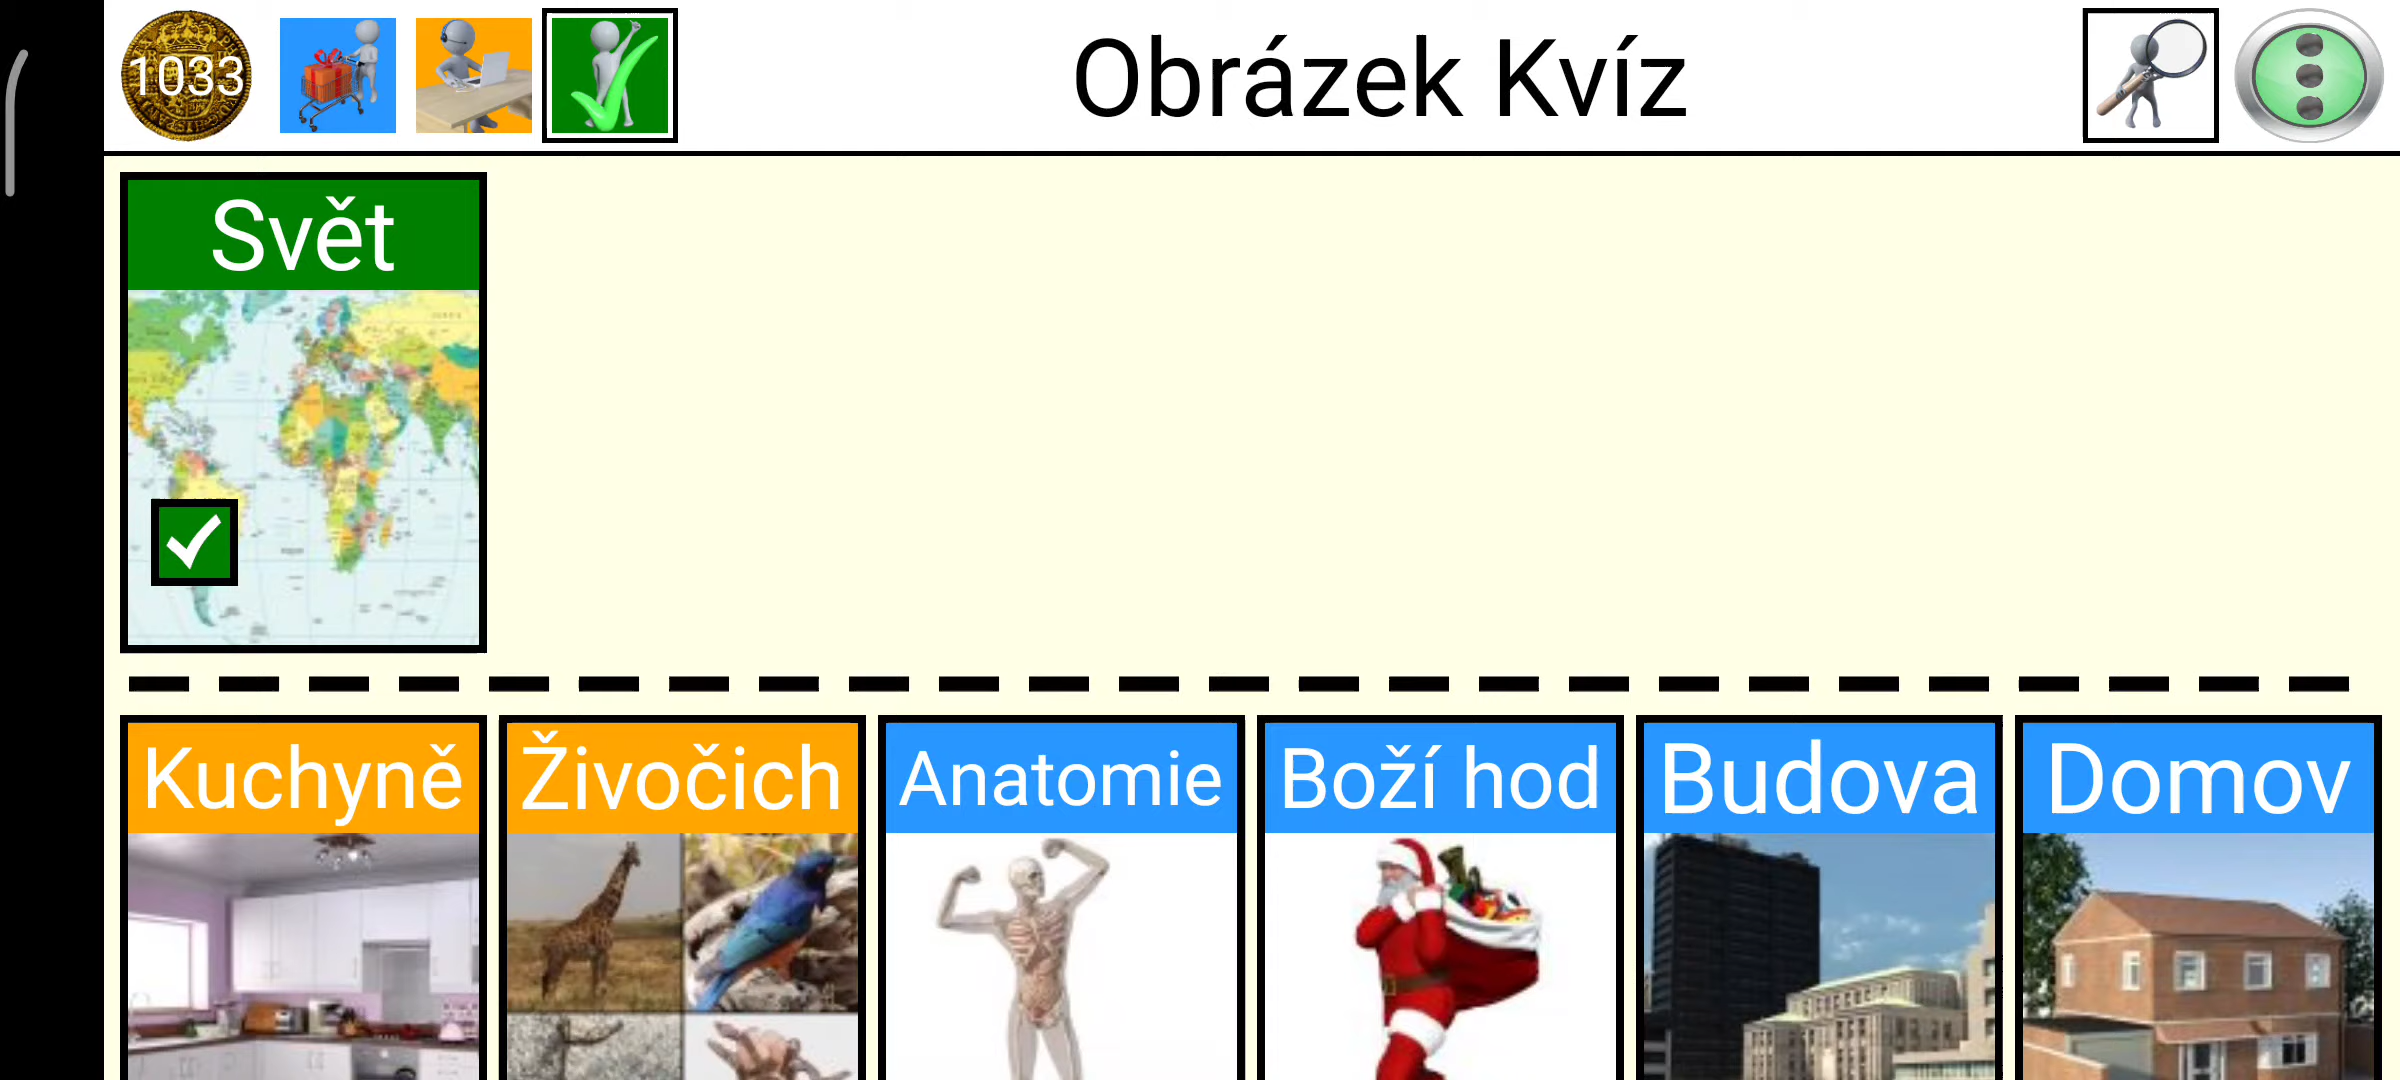 1033
Obrázek Kvíz
Svět
Kuchyně
Živočich
Anatomie
Boží hod
Budova
Domov